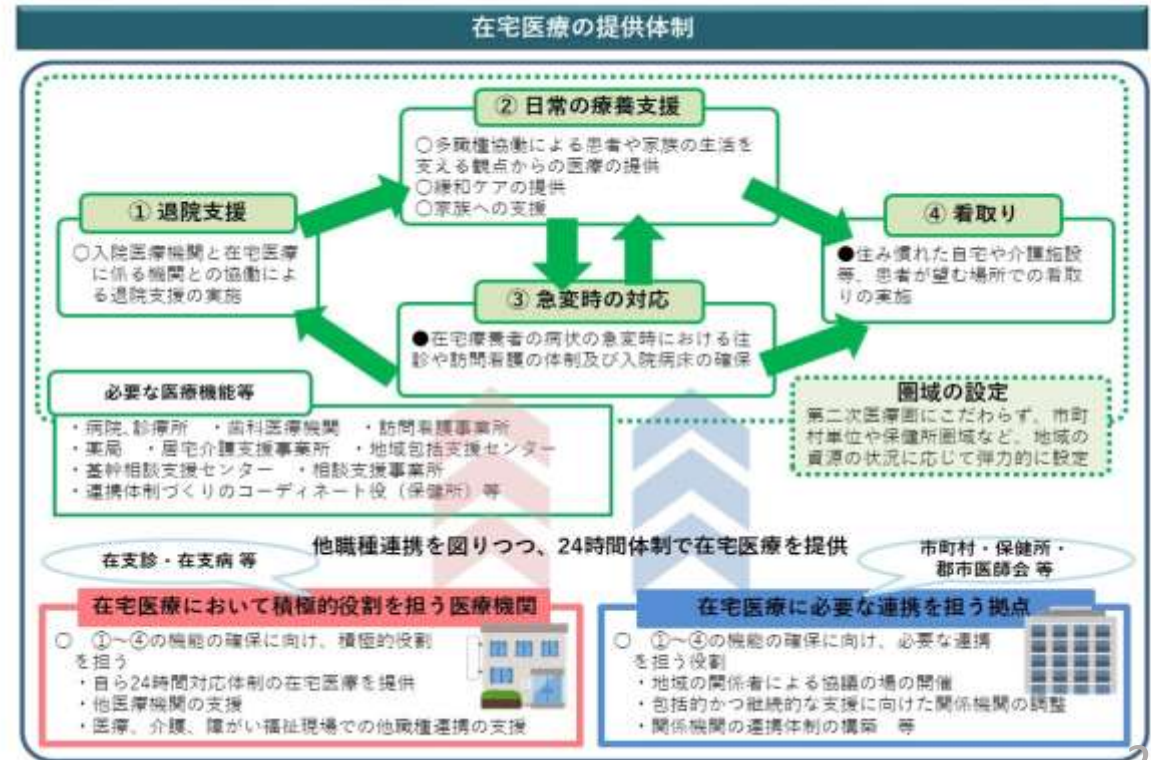 在宅医療の提供体制
② 日常の療養支援
○多職種協働による患者や家族の生活を
支える観点からの医療の提供
○緩和ケアの提供
○家族への支援
① 退院支援
○入院医療機関と在宅医療
に係る機関との協働によ
る退院支援の実施
④ 看取り
●住み慣れた自宅や介護施設
等、患者が望む場所での看取
りの実施
③ 急変時の対応
●在宅療養者の病状の急変時における往
診や訪問看護の体制及び入院病床の確保
必要な医療機能等
・病院、診療所 ・歯科医療機関 ・訪問看護事業所
・薬局 ・居宅介護支援事業所 ・地域包括支援センター
・基幹相談支援センター ・相談支援事業所
・連携体制づくりのコーディネート役（保健所）等
圏域の設定
第二次医療圏にこだわらず、市町
村単位や保健所圏域など、地域の
資源の状況に応じて弾力的に設定
他職種連携を図りつつ、24時間体制で在宅医療を提供
在支診・在支病 等
市町村・保健所・
郡市医師会 等
在宅医療において積極的役割を担う医療機関
○ ①～④の機能の確保に向け、積極的役割
を担う
・自ら24時間対応体制の在宅医療を提供
・他医療機関の支援
・医療、介護、障がい福祉現場での他職種連携の支援
在宅医療に必要な連携を担う拠点
○ ①～④の機能の確保に向け、必要な連携
を担う役割
・地域の関係者による協議の場の開催
・包括的かつ継続的な支援に向けた関係機関の調整
・関係機関の連携体制の構築 等
2